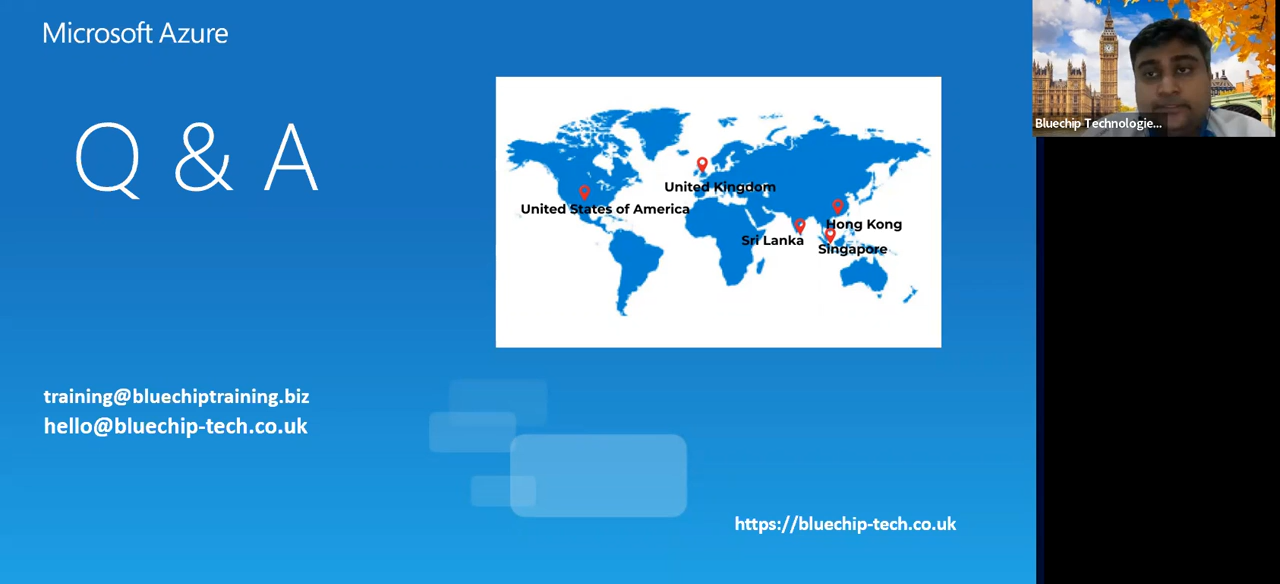 Microsoft Azure
Q & A
United Kingdom
United States of America
Hong Kong
Sri Lanka
Singapore
training@bluechiptraining.biz
hello@bluechip-tech.co.uk
https://bluechip-tech.co.uk
Bluechip Technologie...